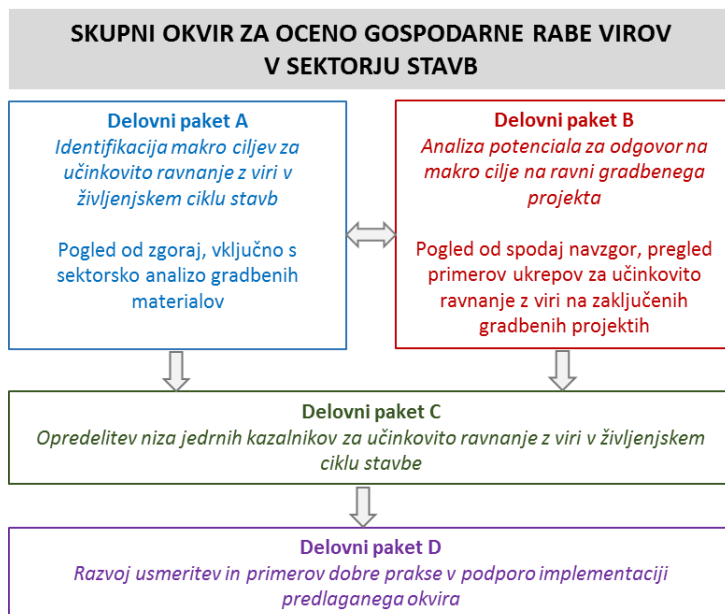 SKUPNI OKVIR ZA OCENO GOSPODARNE RABE VIROV
V SEKTORJU STAVB
Delovni paket A
Identifikacija makro ciljev za
učinkovito ravnanje z viri v
življenjskem ciklu stavb
Pogled od zgoraj, vključno s
sektorsko analizo gradbenih
materialov
Delovni paket B
Analiza potenciala za odgovor na
makro cilje na ravni gradbenega
projekta
Pogled od spodaj navzgor, pregled
primerov ukrepov za učinkovito
ravnanje z viri na zaključenih
gradbenih projektih
Delovni paket C
Opredelitev niza jedrnih kazalnikov za učinkovito ravnanje z viri v življenjskem
ciklu stavbe
Delovni paket D
Razvoj usmeritev in primerov dobre prakse v podporo implementaciji
predlaganega okvira